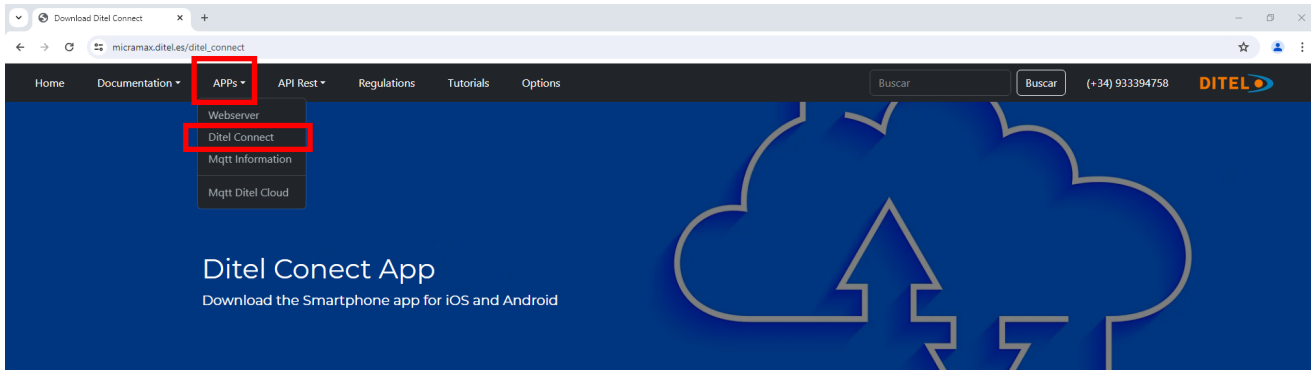 Download Ditel Connect
micramax.ditel.es/ditel_connect
Home Documentation APPs API Rest Regulations Tutorials Options Buscar Buscar (+34) 933394758 DITEL
Webserver
Ditel Connect
Mqtt Information
Mqtt Ditel Cloud
Ditel Conect App
Download the Smartphone app for iOS and Android